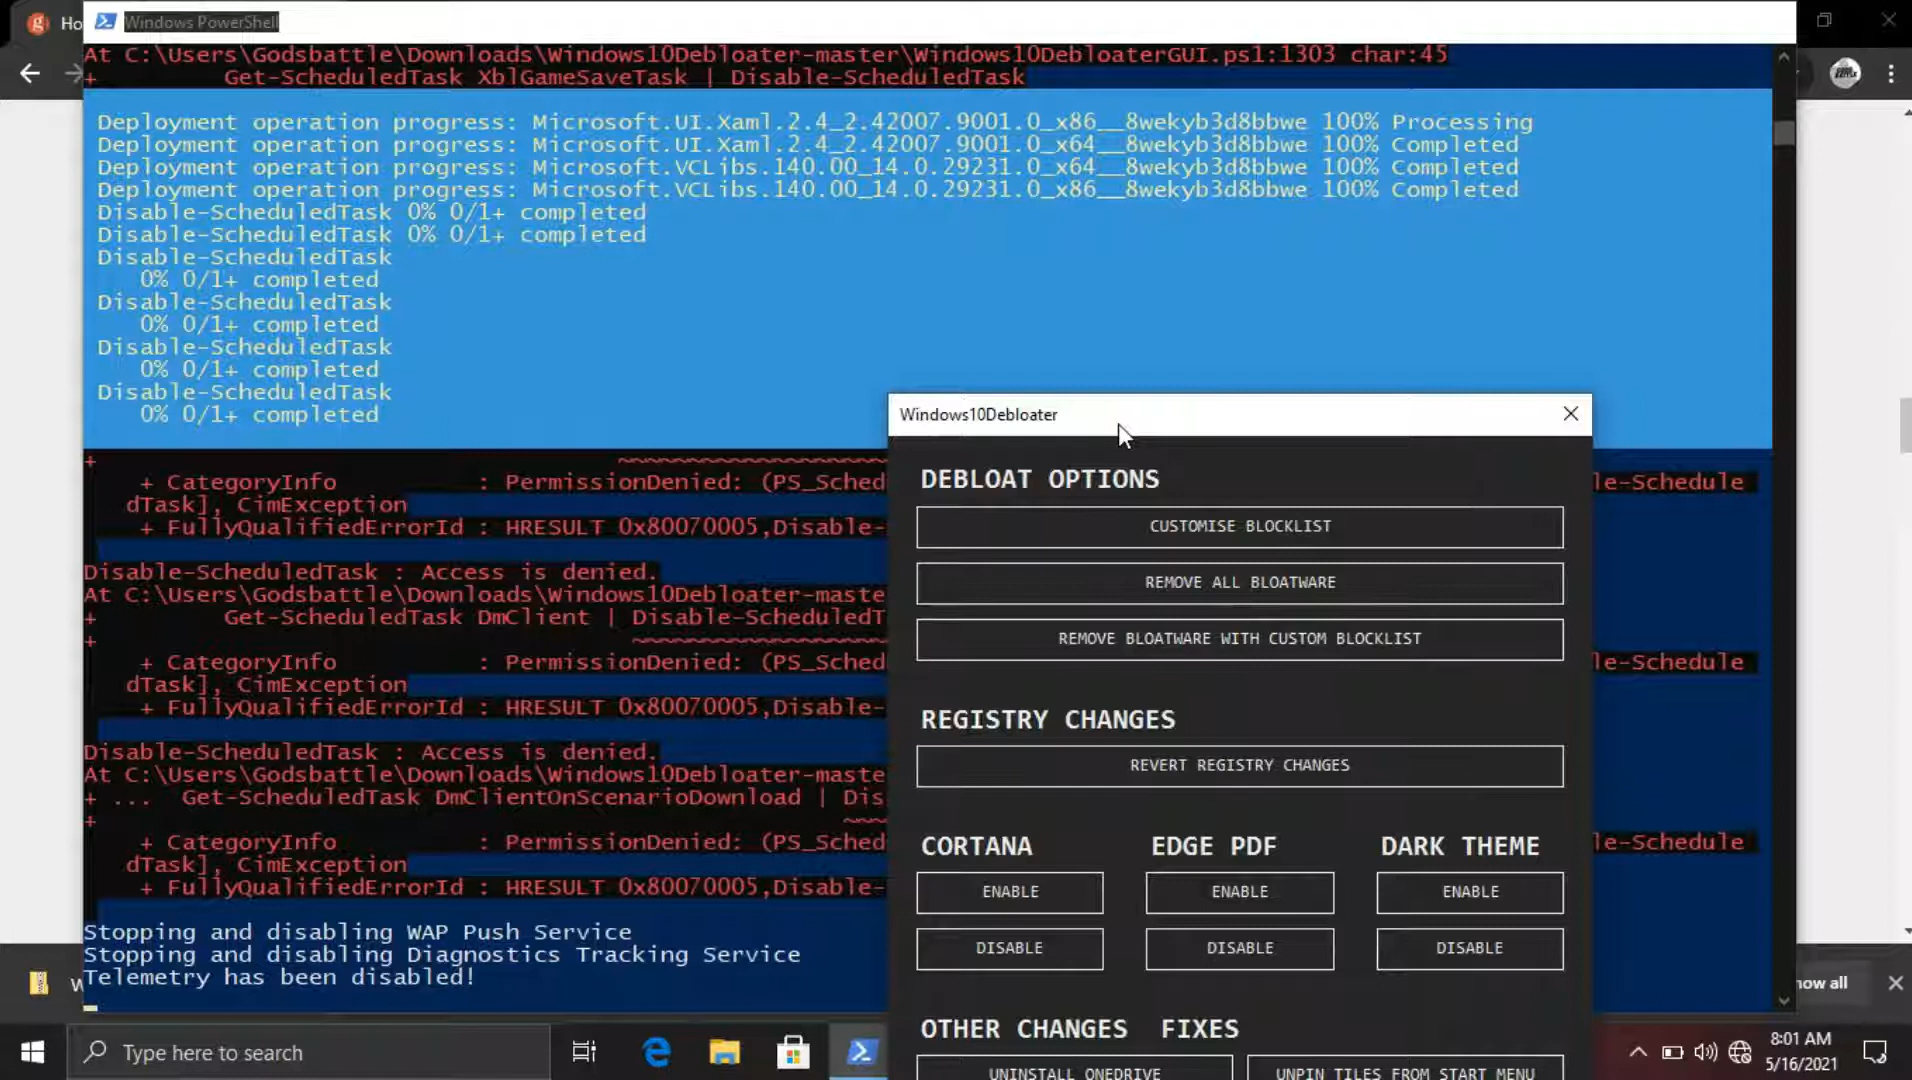 Ho
Windows PowerShell
At C:\Users\Godsbattle\Downloads\Windows10Debloater-master\Windows10DebloaterGUI.ps1:1303 char:45
+         Get-ScheduledTask XblGameSaveTask | Disable-ScheduledTask
Deployment operation progress: Microsoft.UI.Xaml.2.4_2.42007.9001.0_x86__8wekyb3d8bbwe 100% Processing
Deployment operation progress: Microsoft.UI.Xaml.2.4_2.42007.9001.0_x64__8wekyb3d8bbwe 100% Completed
Deployment operation progress: Microsoft.VCLibs.140.00_14.0.29231.0_x64__8wekyb3d8bbwe 100% Completed
Deployment operation progress: Microsoft.VCLibs.140.00_14.0.29231.0_x86__8wekyb3d8bbwe 100% Completed
Disable-ScheduledTask 0% 0/1+ completed
Disable-ScheduledTask 0% 0/1+ completed
Disable-ScheduledTask
0% 0/1+ completed
Disable-ScheduledTask
0% 0/1+ completed
Disable-ScheduledTask
0% 0/1+ completed
Disable-ScheduledTask
0% 0/1+ completed
+ ~~~~~~~~~~~~~~~~~~~
+ CategoryInfo          : PermissionDenied: (PS_Sched le-Schedule
dTask], CimException
+ FullyQualifiedErrorId : HRESULT 0x80070005,Disable-
Disable-ScheduledTask : Access is denied.
At C:\Users\Godsbattle\Downloads\Windows10Debloater-maste
+         Get-ScheduledTask DmClient | Disable-ScheduledT
+ ~~~~~~~~~~~~~~~~~~
+ CategoryInfo          : PermissionDenied: (PS_Sched le-Schedule
dTask], CimException
+ FullyQualifiedErrorId : HRESULT 0x80070005,Disable-
Disable-ScheduledTask : Access is denied.
At C:\Users\Godsbattle\Downloads\Windows10Debloater-maste
+ ...  Get-ScheduledTask DmClientOnScenarioDownload | Dis
+ ~~~
+ CategoryInfo          : PermissionDenied: (PS_Sched le-Schedule
dTask], CimException
+ FullyQualifiedErrorId : HRESULT 0x80070005,Disable-
Stopping and disabling WAP Push Service
Stopping and disabling Diagnostics Tracking Service
Telemetry has been disabled!
Windows10Debloater
DEBLOAT OPTIONS
CUSTOMISE BLOCKLIST
REMOVE ALL BLOATWARE
REMOVE BLOATWARE WITH CUSTOM BLOCKLIST
REGISTRY CHANGES
REVERT REGISTRY CHANGES
CORTANA EDGE PDF DARK THEME
ENABLE ENABLE ENABLE
DISABLE DISABLE DISABLE
OTHER CHANGES FIXES
UNINSTALL ONEDRIVE UNPIN TILES FROM START MENU
W
how all
Type here to search
8:01 AM
5/16/2021